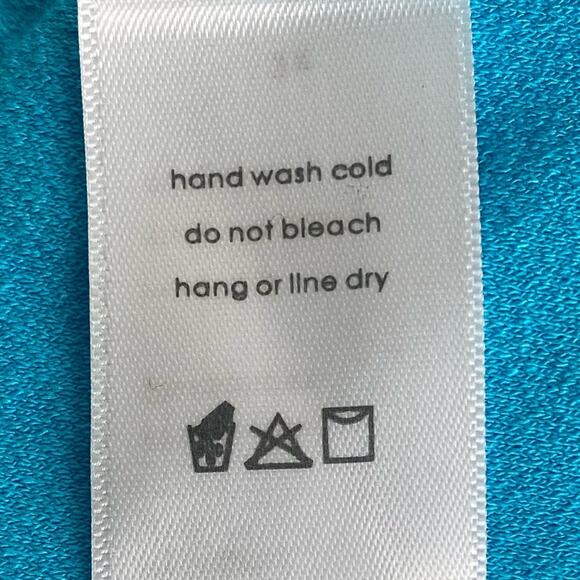 hand wash cold
do not bleach
hang or line dry